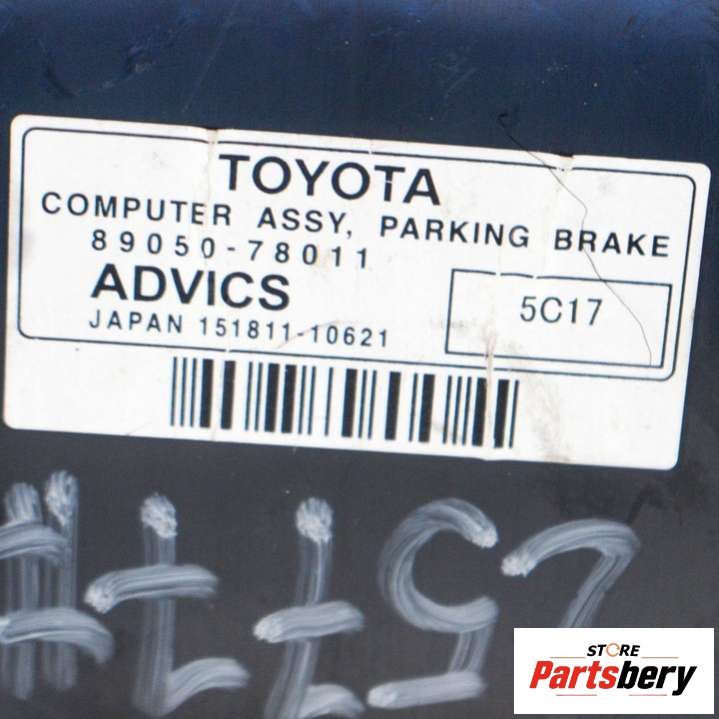 TOYOTA
COMPUTER ASSY, PARKING BRAKE
89050-78011
ADVICS
5C17
JAPAN 151811-10621
STORE
Partsbery